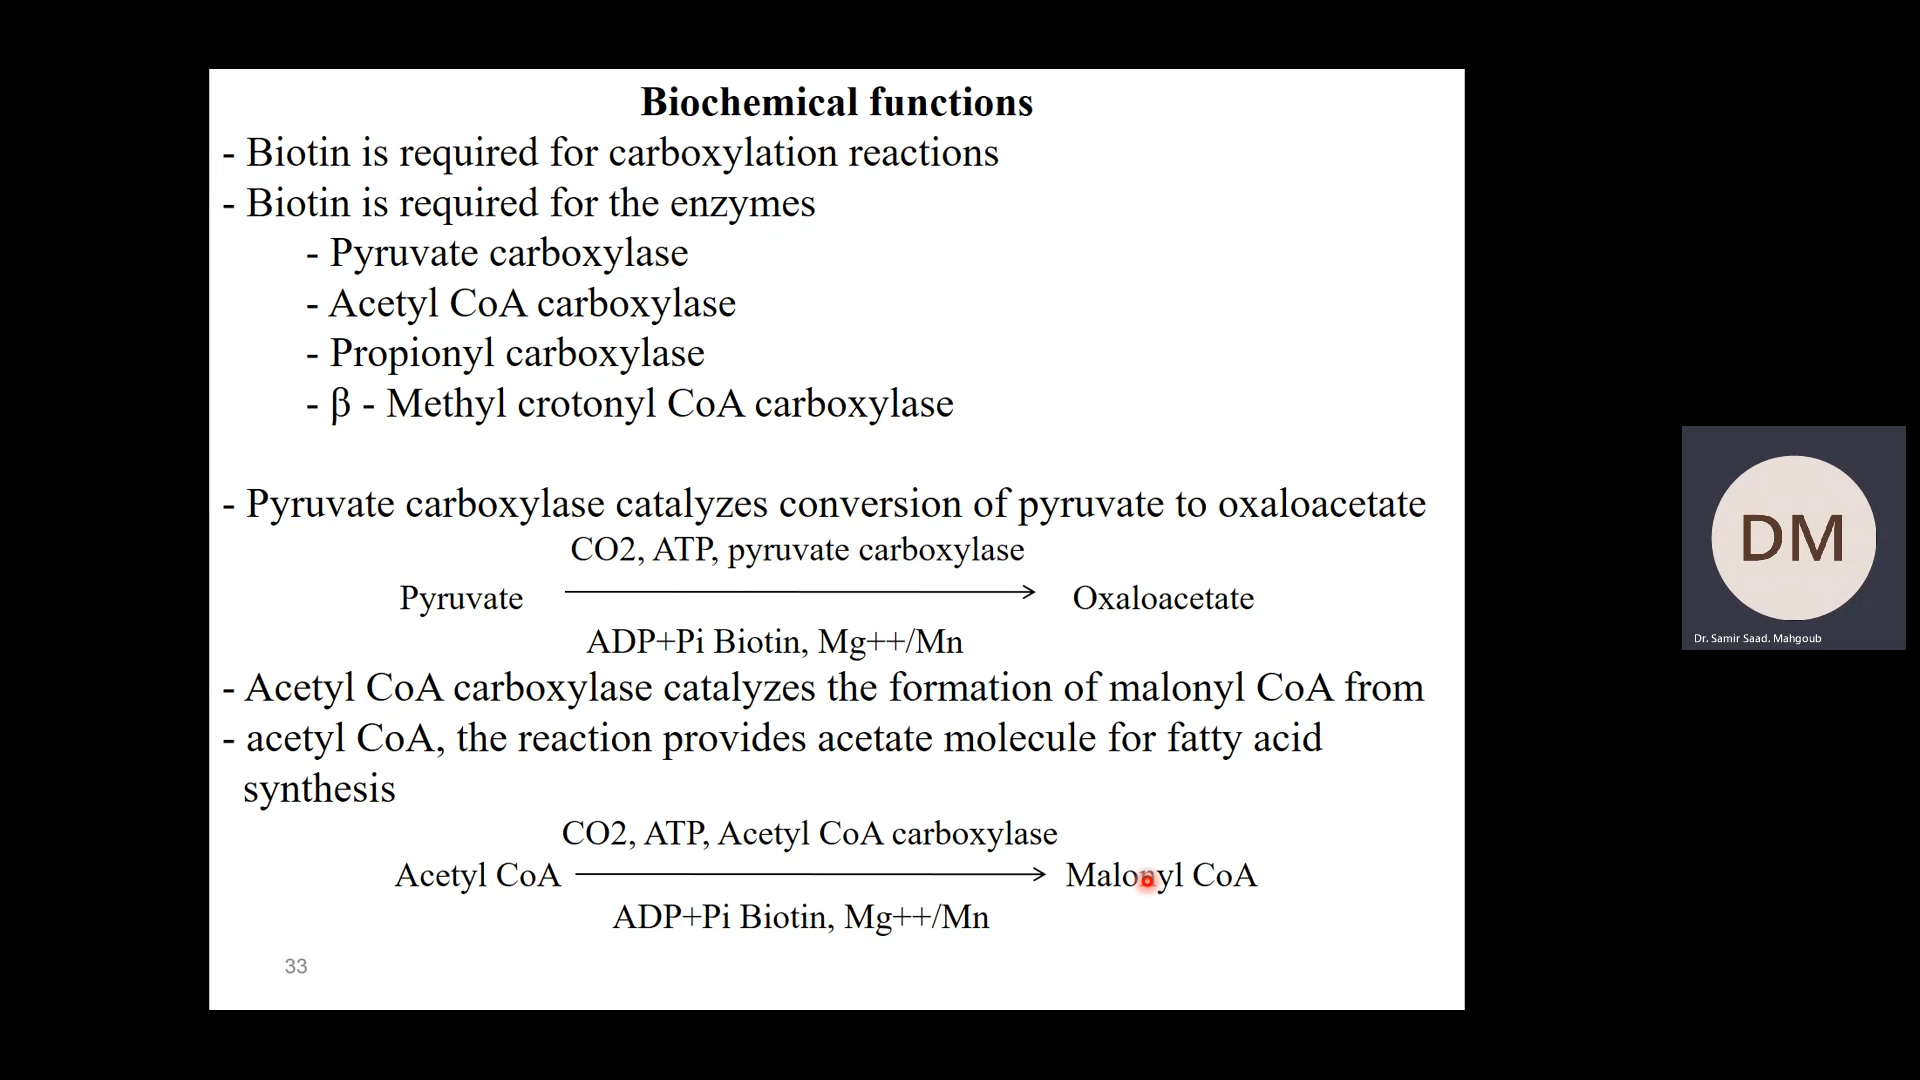 Biochemical functions
- Biotin is required for carboxylation reactions
- Biotin is required for the enzymes
- Pyruvate carboxylase
- Acetyl CoA carboxylase
- Propionyl carboxylase
- β - Methyl crotonyl CoA carboxylase
- Pyruvate carboxylase catalyzes conversion of pyruvate to oxaloacetate
CO2, ATP, pyruvate carboxylase
Pyruvate Oxaloacetate
ADP+Pi Biotin, Mg++/Mn
- Acetyl CoA carboxylase catalyzes the formation of malonyl CoA from
- acetyl CoA, the reaction provides acetate molecule for fatty acid
synthesis
CO2, ATP, Acetyl CoA carboxylase
Acetyl CoA Malonyl CoA
ADP+Pi Biotin, Mg++/Mn
33
DM
Dr. Samir Saad. Mahgoub